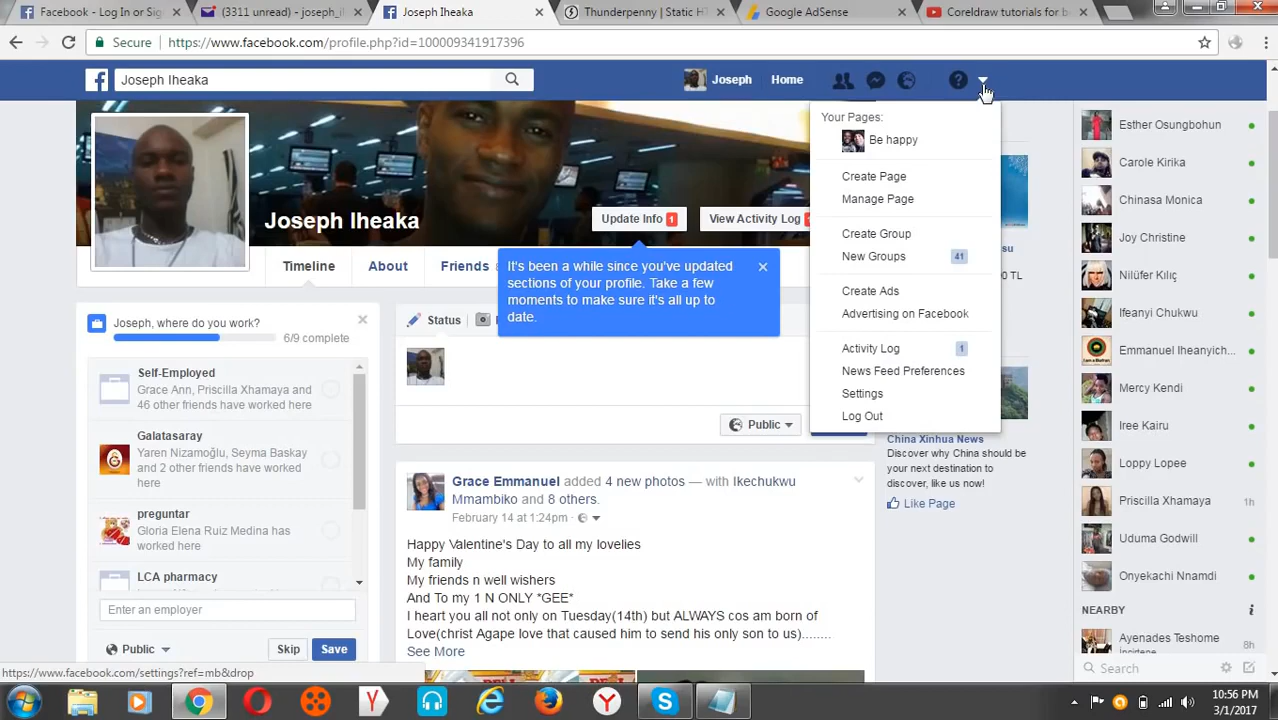 Facebook - Log In or Sig
(3311 unread) - joseph_i
Joseph Iheaka
Thunderpenny | Static HT
Google AdSense
Coreldraw tutorials for b
Secure
https://www.facebook.com/profile.php?id=100009341917396
Joseph Iheaka
Joseph
Home
Your Pages:
Be happy
Create Page
Manage Page
Create Group
New Groups 41
Create Ads
Advertising on Facebook
Activity Log 1
News Feed Preferences
Settings
Log Out
Joseph Iheaka
Update Info 1
View Activity Log
Timeline
About
Friends
It's been a while since you've updated
sections of your profile. Take a few
moments to make sure it's all up to
date.
Joseph, where do you work?
6/9 complete
Self-Employed
Grace Ann, Priscilla Xhamaya and
46 other friends have worked here
Galatasaray
Yaren Nizamoğlu, Seyma Baskay
and 2 other friends have worked
here
preguntar
Gloria Elena Ruiz Medina has
worked here
LCA pharmacy
Enter an employer
Public
Skip
Save
Status
Public
Grace Emmanuel added 4 new photos — with Ikechukwu
Mmambiko and 8 others.
February 14 at 1:24pm
Happy Valentine's Day to all my lovelies
My family
My friends n well wishers
And To my 1 N ONLY *GEE*
I heart you all not only on Tuesday(14th) but ALWAYS cos am born of
Love(christ Agape love that caused him to send his only son to us)........
See More
su
00 TL
China Xinhua News
Discover why China should be
your next destination to
discover, like us now!
Like Page
Esther Osungbohun
Carole Kirika
Chinasa Monica
Joy Christine
Nilüfer Kılıç
Ifeanyi Chukwu
Emmanuel Iheanyich...
Mercy Kendi
Iree Kairu
Loppy Lopee
Priscilla Xhamaya 1h
Uduma Godwill
Onyekachi Nnamdi
NEARBY
Ayenades Teshome 8h
Search
https://www.facebook.com/settings?ref=mb&drop
10:56 PM
3/1/2017